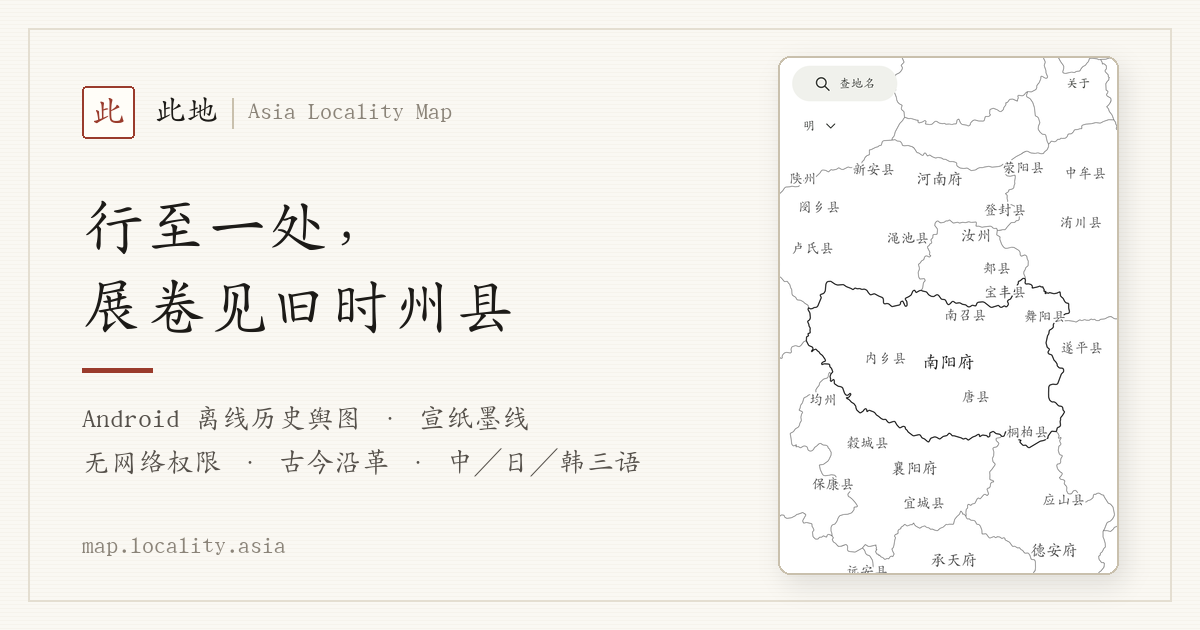 此
此地
Asia Locality Map
行至一处，
展卷见旧时州县
Android 离线历史舆图 · 宣纸墨线
无网络权限 · 古今沿革 · 中／日／韩三语
map.locality.asia
查地名
关于
明
陕州
新安县
河南府
荥阳县
中牟县
阌乡县
登封县
洧川县
卢氏县
渑池县
汝州
郏县
宝丰县
南召县
舞阳县
遂平县
内乡县
南阳府
唐县
均州
桐柏县
榖城县
襄阳府
保康县
宜城县
应山县
承天府
德安府
远安县